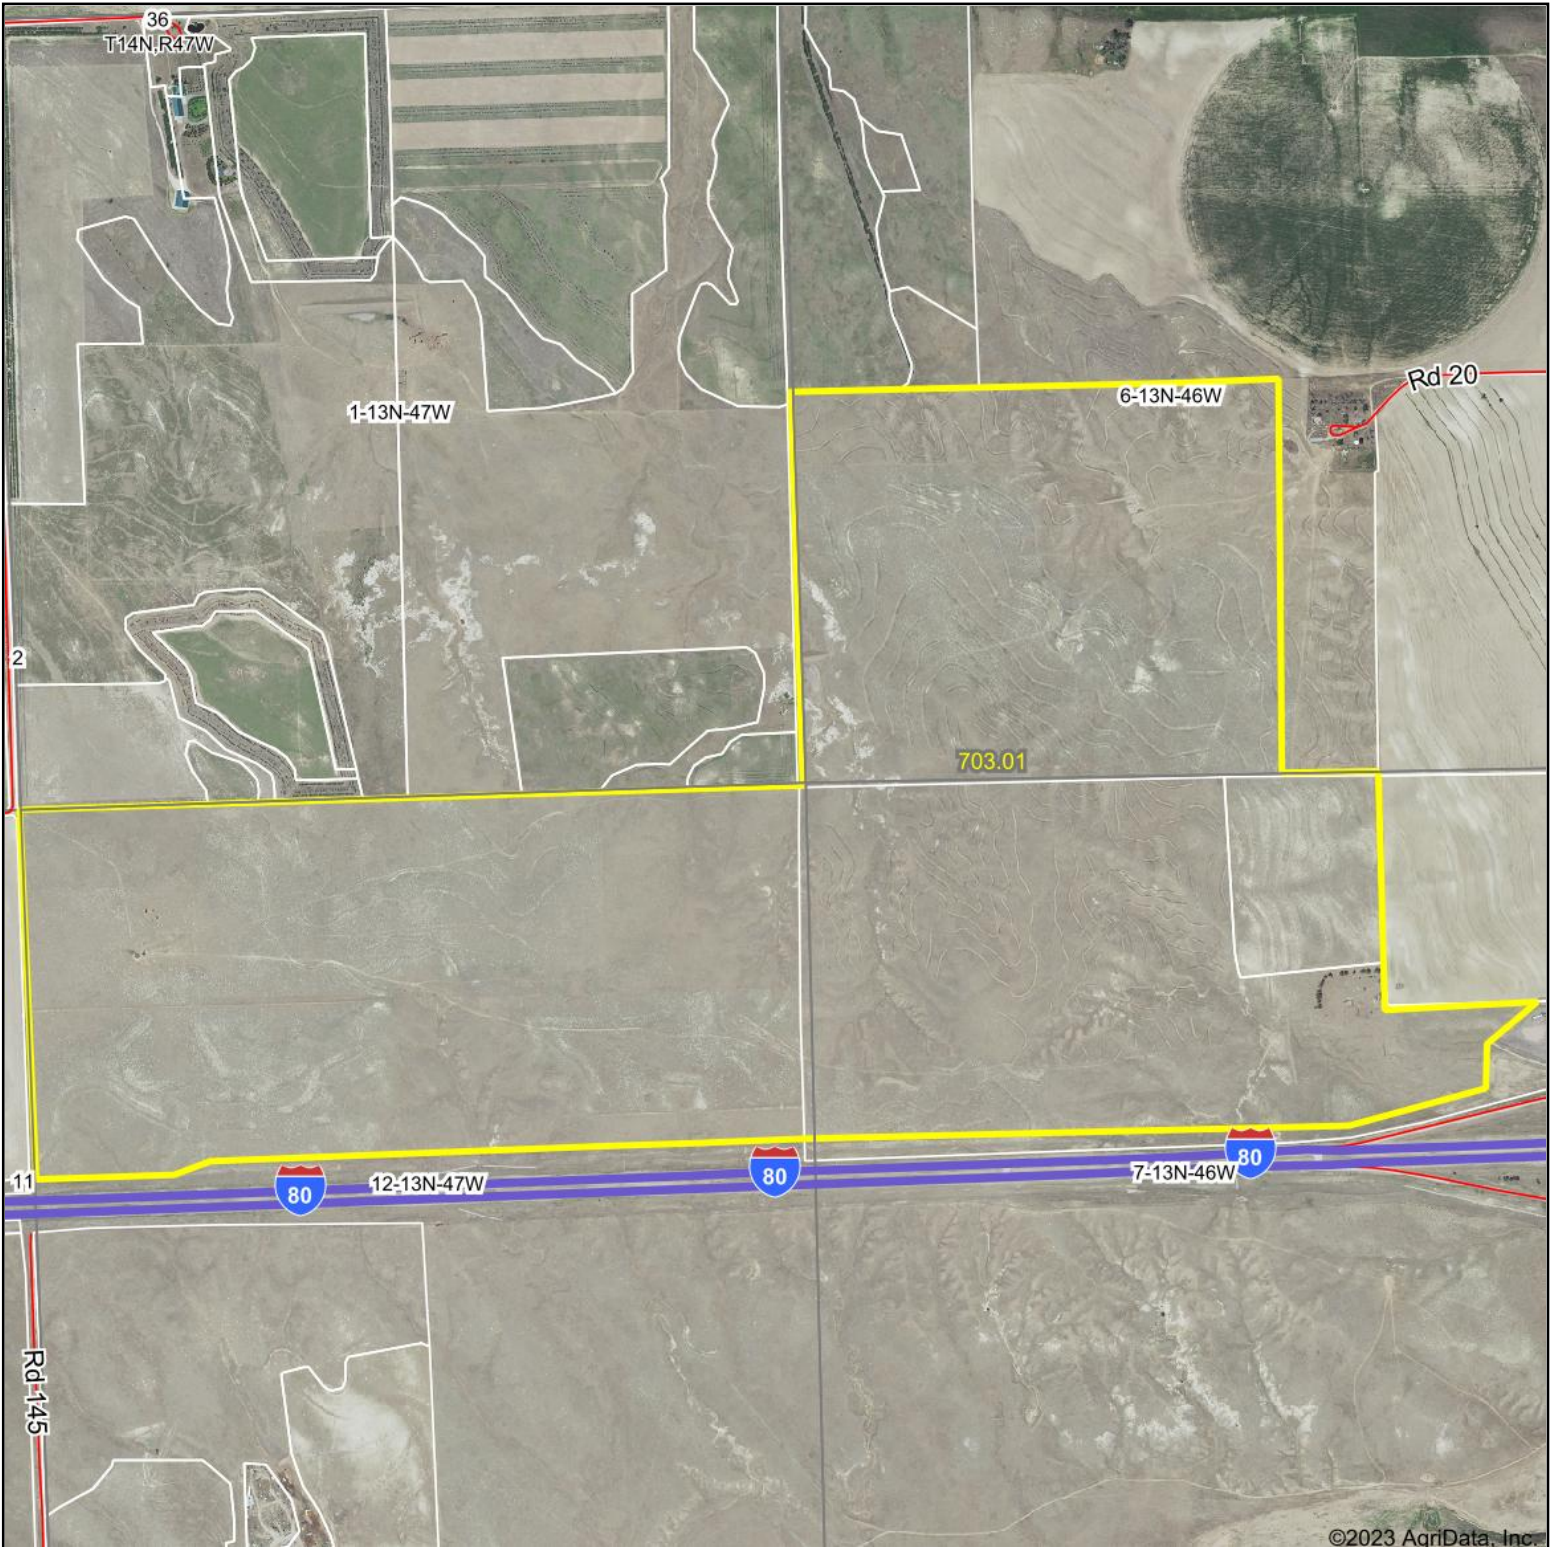 36
T14N,R47W
Rd 20
6-13N-46W
1-13N-47W
2
703.01
80
80
80
7-13N-46W
12-13N-47W
11
Rd 145
©2023 AgriData, Inc.